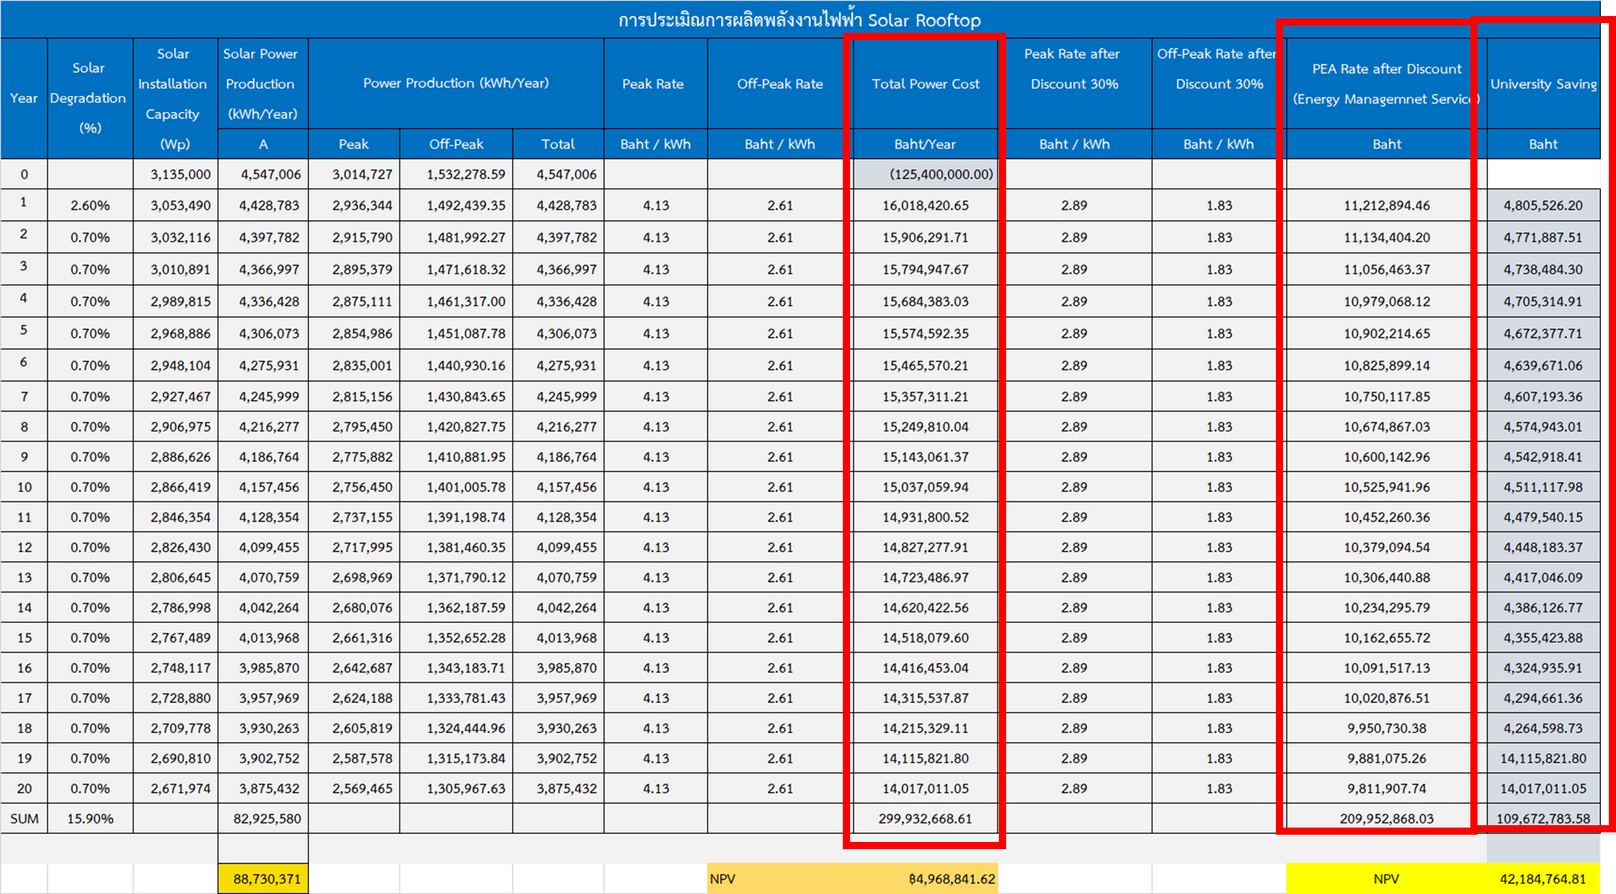 การประเมิณการผลิตพลังงานไฟฟ้า Solar Rooftop
Year Solar Degradation (%) Solar Installation Capacity (Wp) Solar Power Production (kWh/Year) Power Production (kWh/Year) Peak Rate Off-Peak Rate Total Power Cost Peak Rate after Discount 30% Off-Peak Rate after Discount 30% PEA Rate after Discount (Energy Managemnet Service) University Saving
A Peak Off-Peak Total Baht / kWh Baht / kWh Baht/Year Baht / kWh Baht / kWh Baht Baht
0 3,135,000 4,547,006 3,014,727 1,532,278.59 4,547,006 (125,400,000.00)
1 2.60% 3,053,490 4,428,783 2,936,344 1,492,439.35 4,428,783 4.13 2.61 16,018,420.65 2.89 1.83 11,212,894.46 4,805,526.20
2 0.70% 3,032,116 4,397,782 2,915,790 1,481,992.27 4,397,782 4.13 2.61 15,906,291.71 2.89 1.83 11,134,404.20 4,771,887.51
3 0.70% 3,010,891 4,366,997 2,895,379 1,471,618.32 4,366,997 4.13 2.61 15,794,947.67 2.89 1.83 11,056,463.37 4,738,484.30
4 0.70% 2,989,815 4,336,428 2,875,111 1,461,317.00 4,336,428 4.13 2.61 15,684,383.03 2.89 1.83 10,979,068.12 4,705,314.91
5 0.70% 2,968,886 4,306,073 2,854,986 1,451,087.78 4,306,073 4.13 2.61 15,574,592.35 2.89 1.83 10,902,214.65 4,672,377.71
6 0.70% 2,948,104 4,275,931 2,835,001 1,440,930.16 4,275,931 4.13 2.61 15,465,570.21 2.89 1.83 10,825,899.14 4,639,671.06
7 0.70% 2,927,467 4,245,999 2,815,156 1,430,843.65 4,245,999 4.13 2.61 15,357,311.21 2.89 1.83 10,750,117.85 4,607,193.36
8 0.70% 2,906,975 4,216,277 2,795,450 1,420,827.75 4,216,277 4.13 2.61 15,249,810.04 2.89 1.83 10,674,867.03 4,574,943.01
9 0.70% 2,886,626 4,186,764 2,775,882 1,410,881.95 4,186,764 4.13 2.61 15,143,061.37 2.89 1.83 10,600,142.96 4,542,918.41
10 0.70% 2,866,419 4,157,456 2,756,450 1,401,005.78 4,157,456 4.13 2.61 15,037,059.94 2.89 1.83 10,525,941.96 4,511,117.98
11 0.70% 2,846,354 4,128,354 2,737,155 1,391,198.74 4,128,354 4.13 2.61 14,931,800.52 2.89 1.83 10,452,260.36 4,479,540.15
12 0.70% 2,826,430 4,099,455 2,717,995 1,381,460.35 4,099,455 4.13 2.61 14,827,277.91 2.89 1.83 10,379,094.54 4,448,183.37
13 0.70% 2,806,645 4,070,759 2,698,969 1,371,790.12 4,070,759 4.13 2.61 14,723,486.97 2.89 1.83 10,306,440.88 4,417,046.09
14 0.70% 2,786,998 4,042,264 2,680,076 1,362,187.59 4,042,264 4.13 2.61 14,620,422.56 2.89 1.83 10,234,295.79 4,386,126.77
15 0.70% 2,767,489 4,013,968 2,661,316 1,352,652.28 4,013,968 4.13 2.61 14,518,079.60 2.89 1.83 10,162,655.72 4,355,423.88
16 0.70% 2,748,117 3,985,870 2,642,687 1,343,183.71 3,985,870 4.13 2.61 14,416,453.04 2.89 1.83 10,091,517.13 4,324,935.91
17 0.70% 2,728,880 3,957,969 2,624,188 1,333,781.43 3,957,969 4.13 2.61 14,315,537.87 2.89 1.83 10,020,876.51 4,294,661.36
18 0.70% 2,709,778 3,930,263 2,605,819 1,324,444.96 3,930,263 4.13 2.61 14,215,329.11 2.89 1.83 9,950,730.38 4,264,598.73
19 0.70% 2,690,810 3,902,752 2,587,578 1,315,173.84 3,902,752 4.13 2.61 14,115,821.80 2.89 1.83 9,881,075.26 14,115,821.80
20 0.70% 2,671,974 3,875,432 2,569,465 1,305,967.63 3,875,432 4.13 2.61 14,017,011.05 2.89 1.83 9,811,907.74 14,017,011.05
SUM 15.90% 82,925,580 299,932,668.61 209,952,868.03 109,672,783.58
88,730,371 NPV ฿4,968,841.62 NPV 42,184,764.81